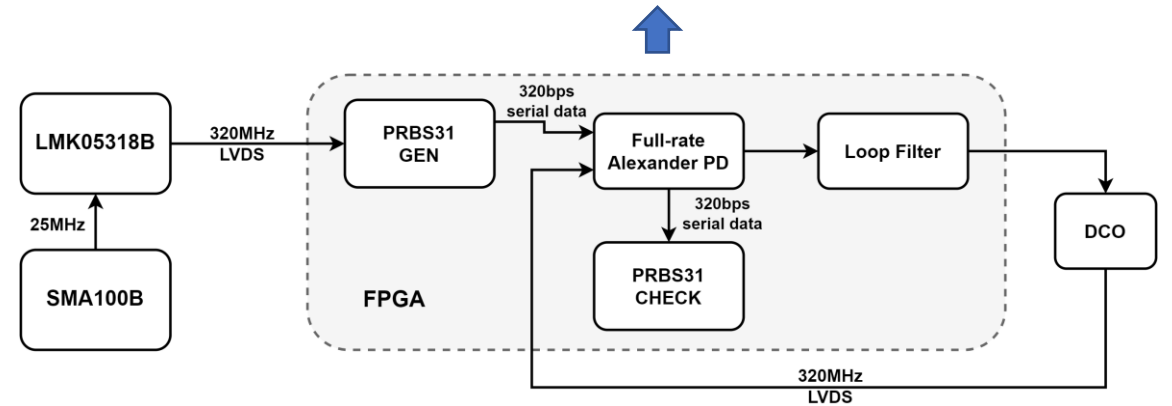 320bps
serial data
LMK05318B
320MHz
LVDS
PRBS31
GEN
Full-rate
Alexander PD
Loop Filter
25MHz
320bps
serial data
DCO
SMA100B
FPGA
PRBS31
CHECK
320MHz
LVDS